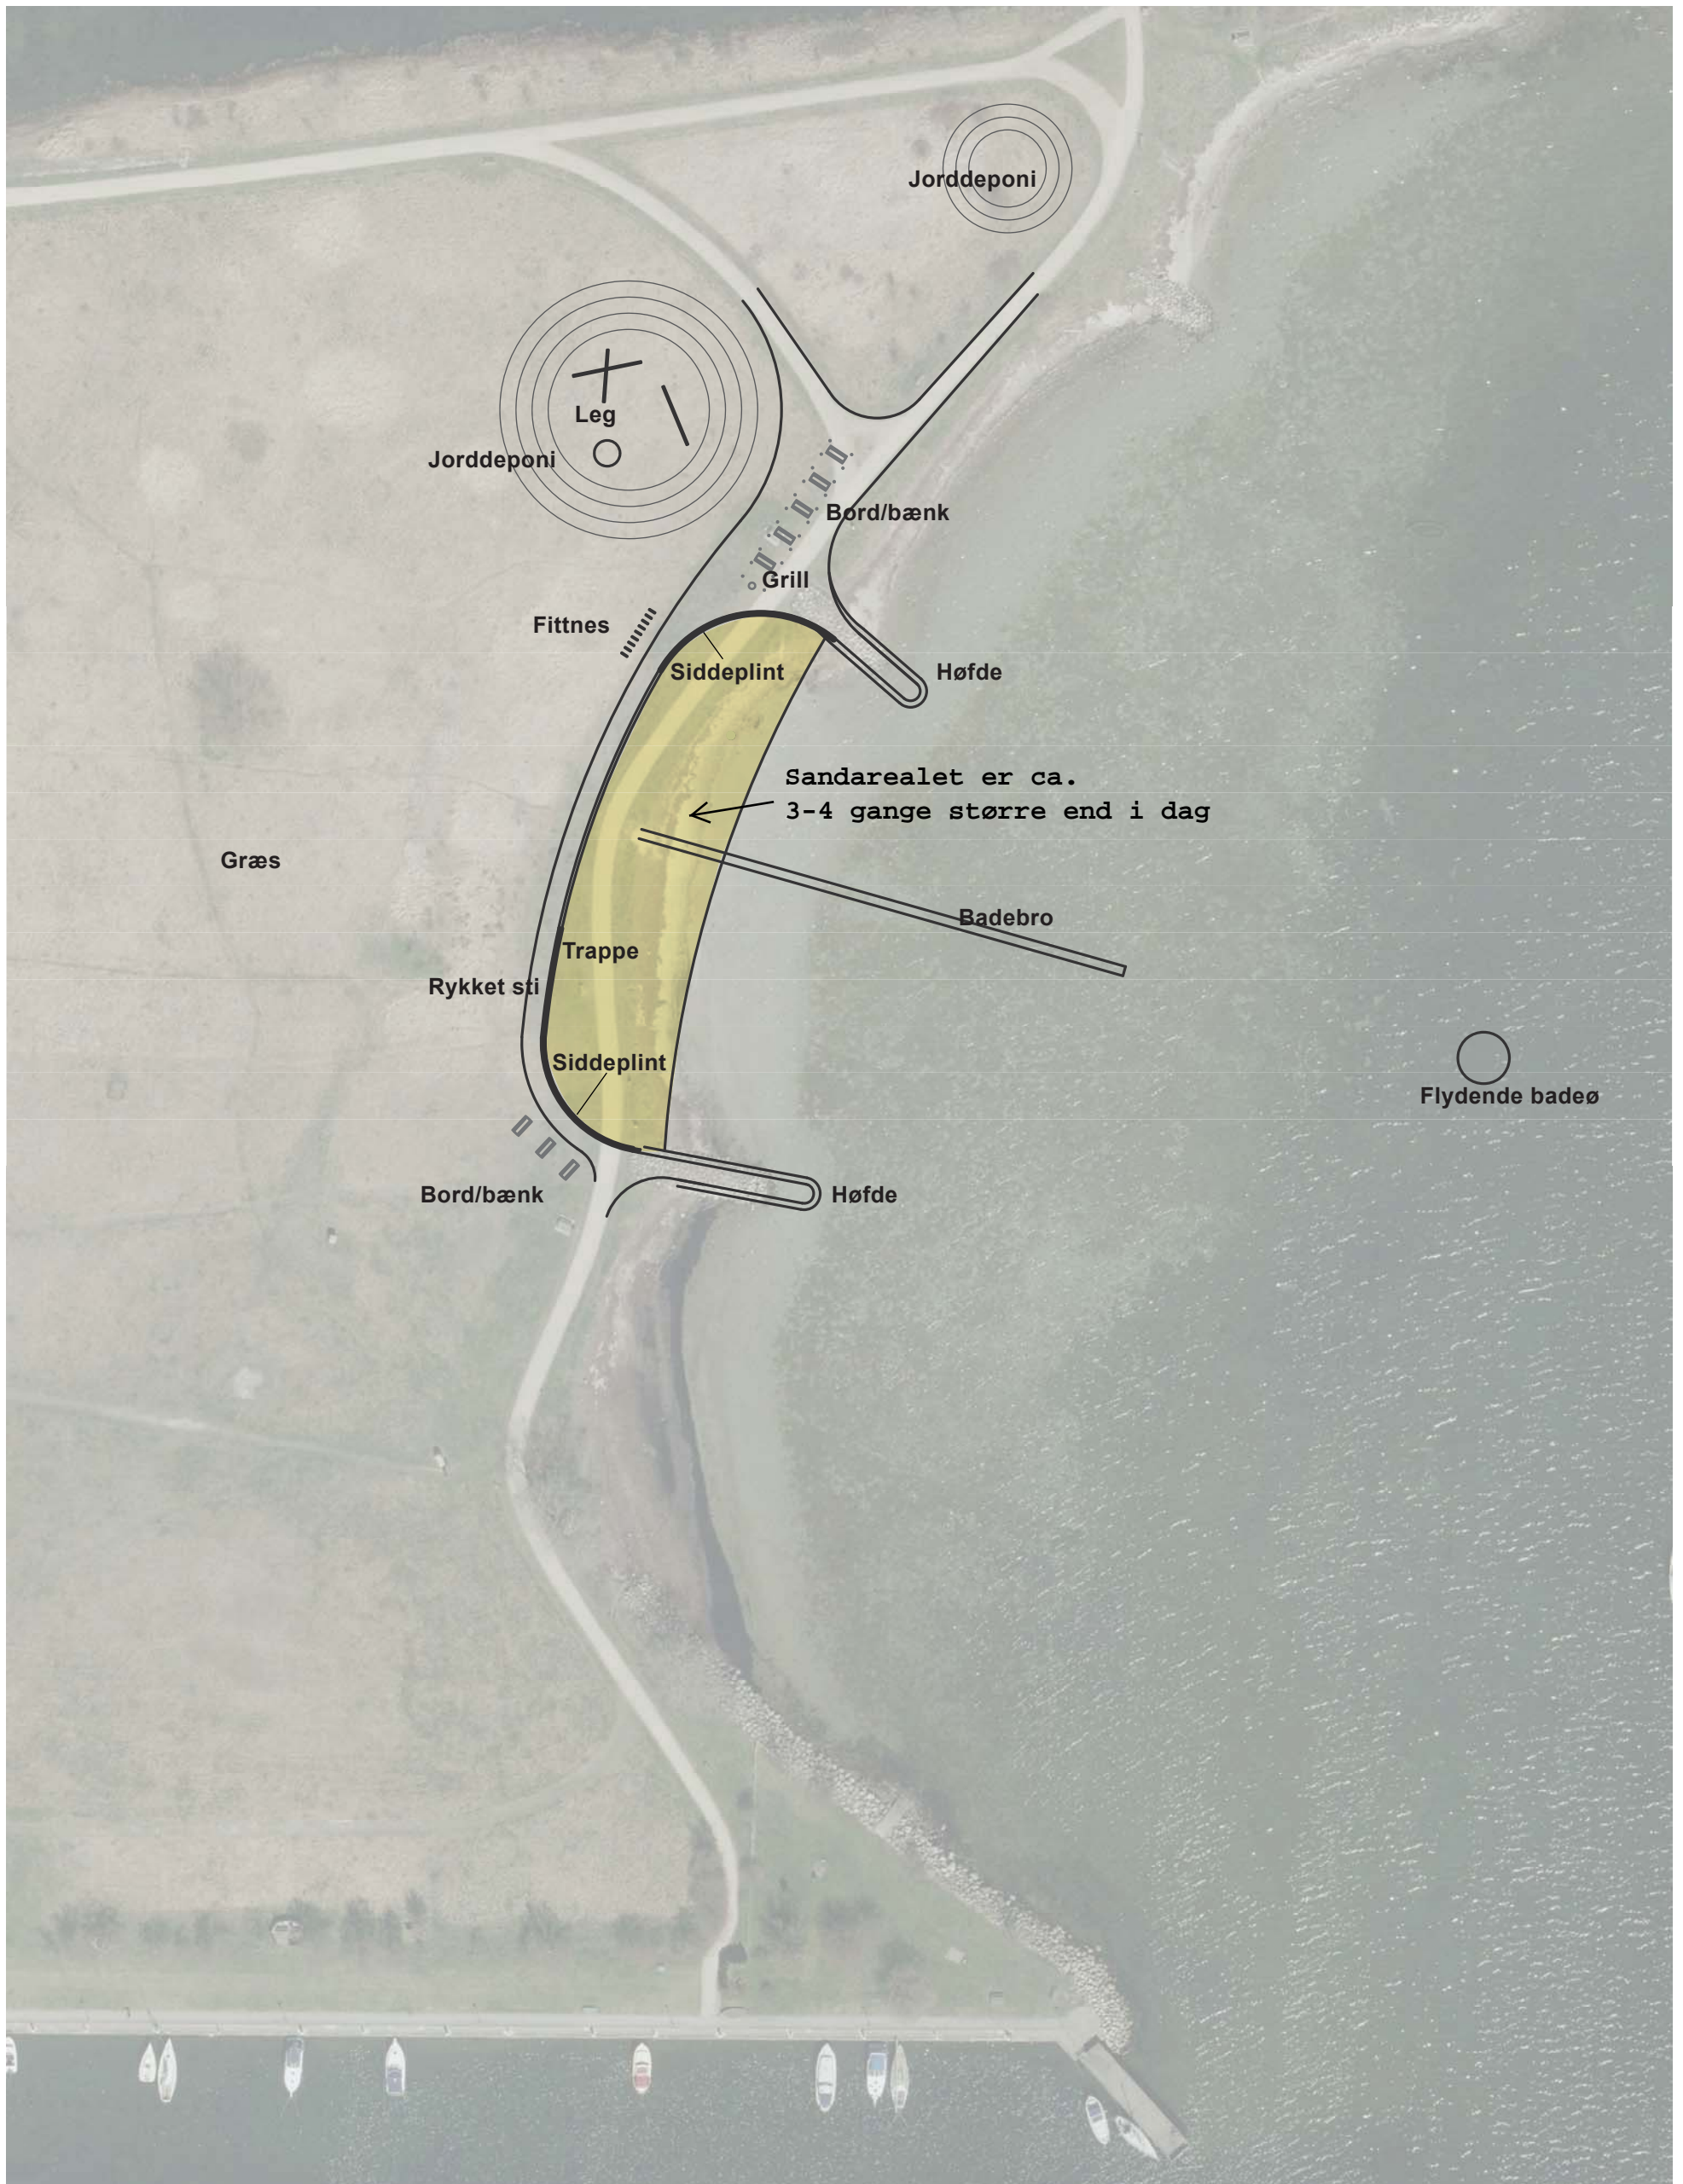 Jorddeponi
Leg
Jorddeponi
Bord/bænk
Grill
Fittnes
Siddeplint
Høfde
Sandarealet er ca.
3-4 gange større end i dag
Græs
Badebro
Trappe
Rykket sti
Siddeplint
Flydende badeø
Bord/bænk
Høfde